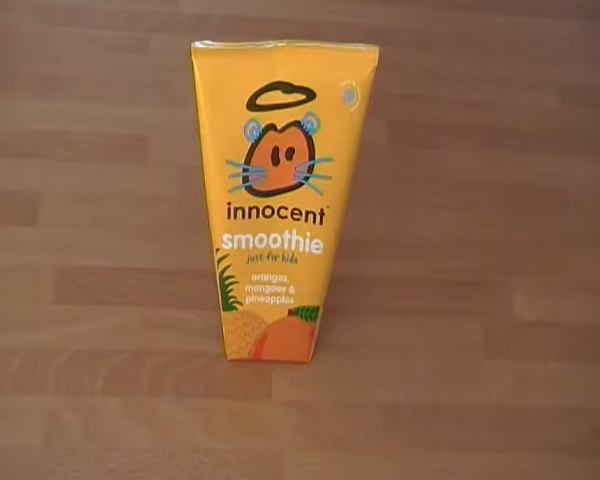 innocent
smoothie
just for kids
oranges,
mangoes &
pineapples